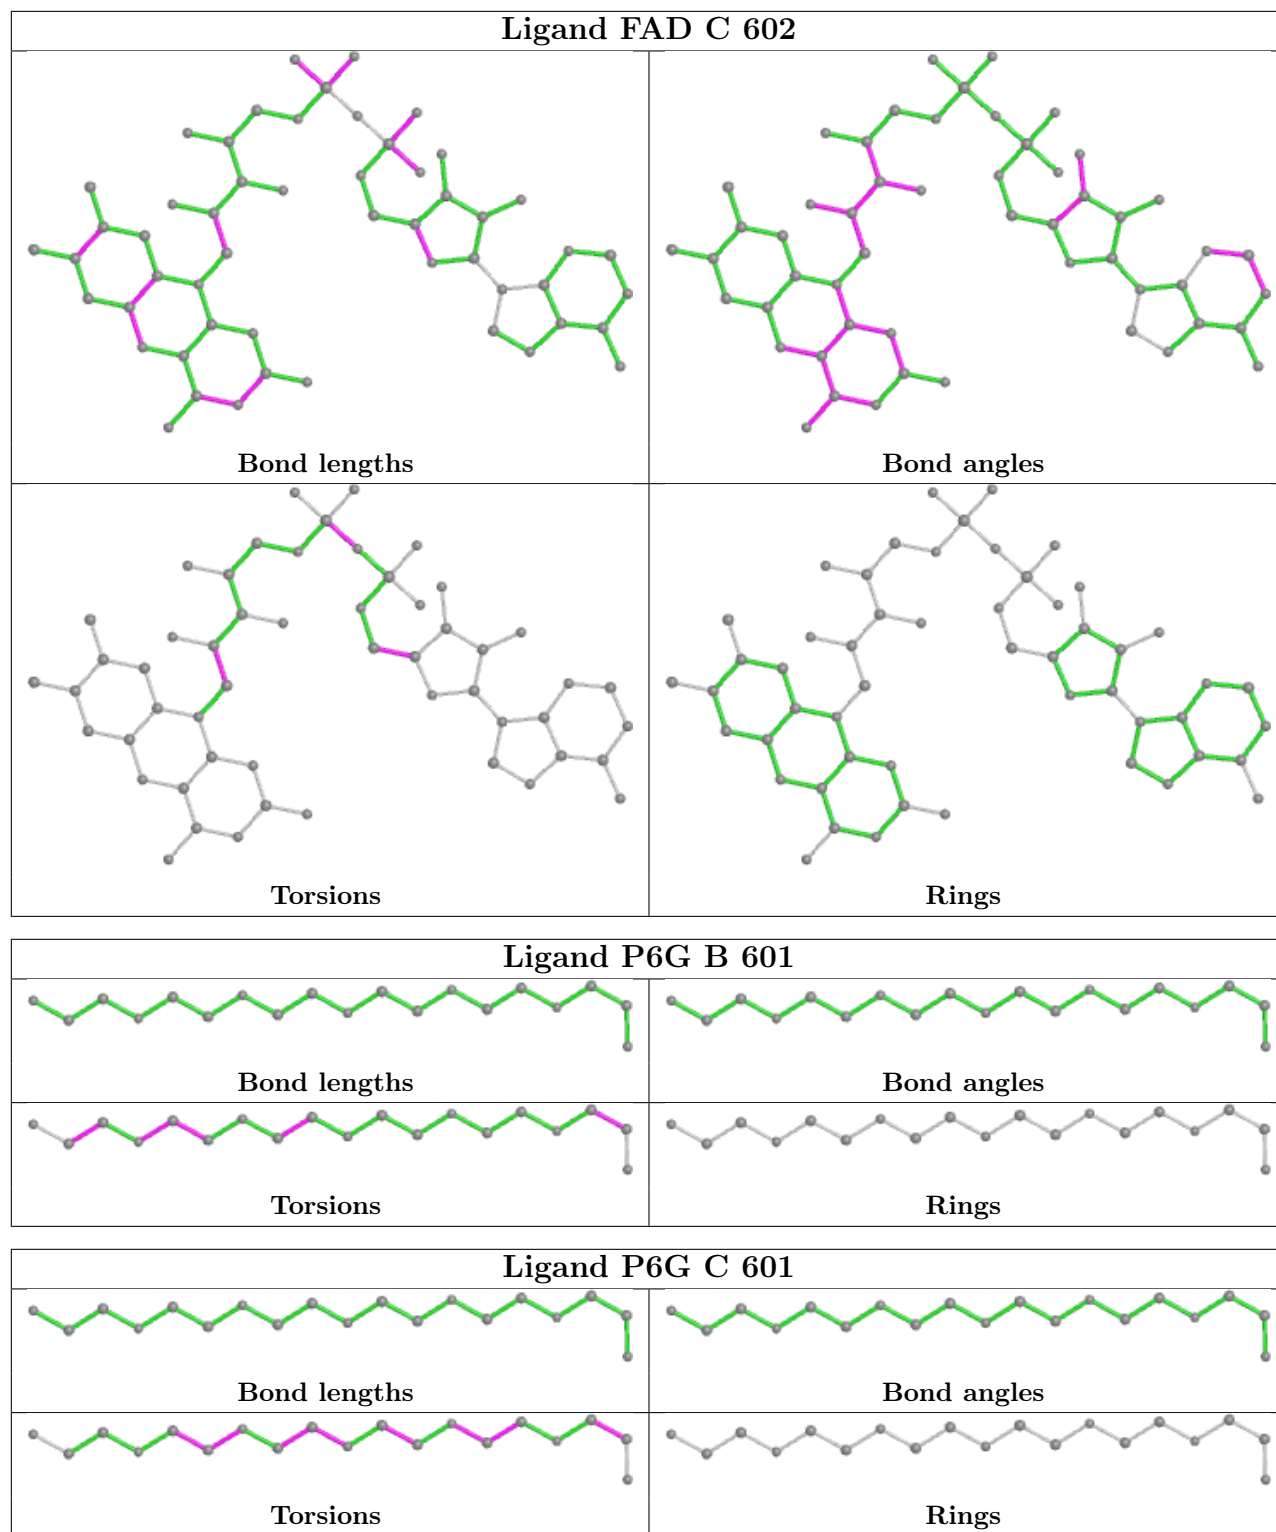 Ligand FAD C 602
Bond lengths
Bond angles
Torsions
Rings
Ligand P6G B 601
Bond lengths
Bond angles
Torsions
Rings
Ligand P6G C 601
Bond lengths
Bond angles
Torsions
Rings